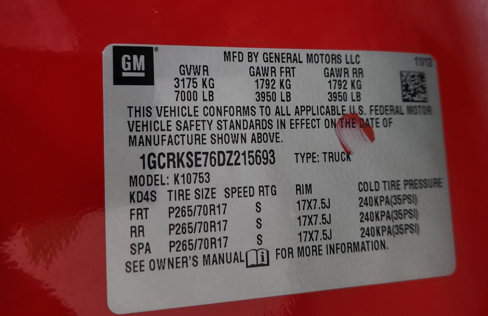 GM
MFD BY GENERAL MOTORS LLC 11/12
GVWR GAWR FRT GAWR RR
3175 KG 1792 KG 1792 KG
7000 LB 3950 LB 3950 LB
THIS VEHICLE CONFORMS TO ALL APPLICABLE U.S. FEDERAL MOTOR
VEHICLE SAFETY STANDARDS IN EFFECT ON THE DATE OF
MANUFACTURE SHOWN ABOVE.
1GCRKSE76DZ215693 TYPE: TRUCK
MODEL: K10753
KD4S TIRE SIZE SPEED RTG RIM COLD TIRE PRESSURE
FRT P265/70R17 S 17X7.5J 240KPA(35PSI)
RR P265/70R17 S 17X7.5J 240KPA(35PSI)
SPA P265/70R17 S 17X7.5J 240KPA(35PSI)
SEE OWNER'S MANUAL FOR MORE INFORMATION.